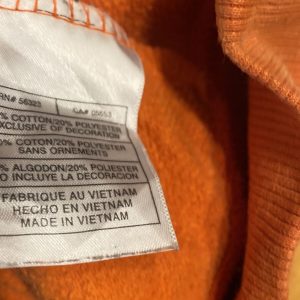 RN# 56323 CA# 05553
% COTTON/20% POLYESTER
EXCLUSIVE OF DECORATION
% COTON/20% POLYESTER
SANS ORNEMENTS
% ALGODON/20% POLYESTER
NO INCLUYE LA DECORACION
FABRIQUE AU VIETNAM
HECHO EN VIETNAM
MADE IN VIETNAM